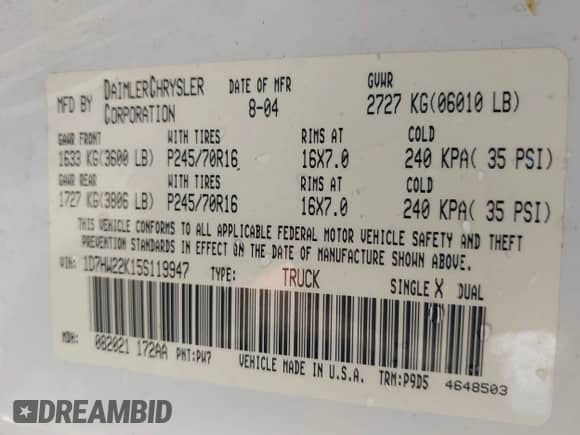 MFD BY DAIMLERCHRYSLER CORPORATION DATE OF MFR 8-04 GVWR 2727 KG(06010 LB)
GAWR FRONT WITH TIRES RIMS AT COLD
1633 KG(3600 LB) P245/70R16 16X7.0 240 KPA( 35 PSI)
GAWR REAR WITH TIRES RIMS AT COLD
1727 KG(3806 LB) P245/70R16 16X7.0 240 KPA( 35 PSI)
THIS VEHICLE CONFORMS TO ALL APPLICABLE FEDERAL MOTOR VEHICLE SAFETY AND THEFT
PREVENTION STANDARDS IN EFFECT ON THE DATE OF MANUFACTURE SHOWN ABOVE.
VIN: 1D7HW22K15S119947 TYPE: TRUCK SINGLE X DUAL
MDH: 082021 172AA PNT:PW7 VEHICLE MADE IN U.S.A. TRM:P9D5 4648503
DREAMBID